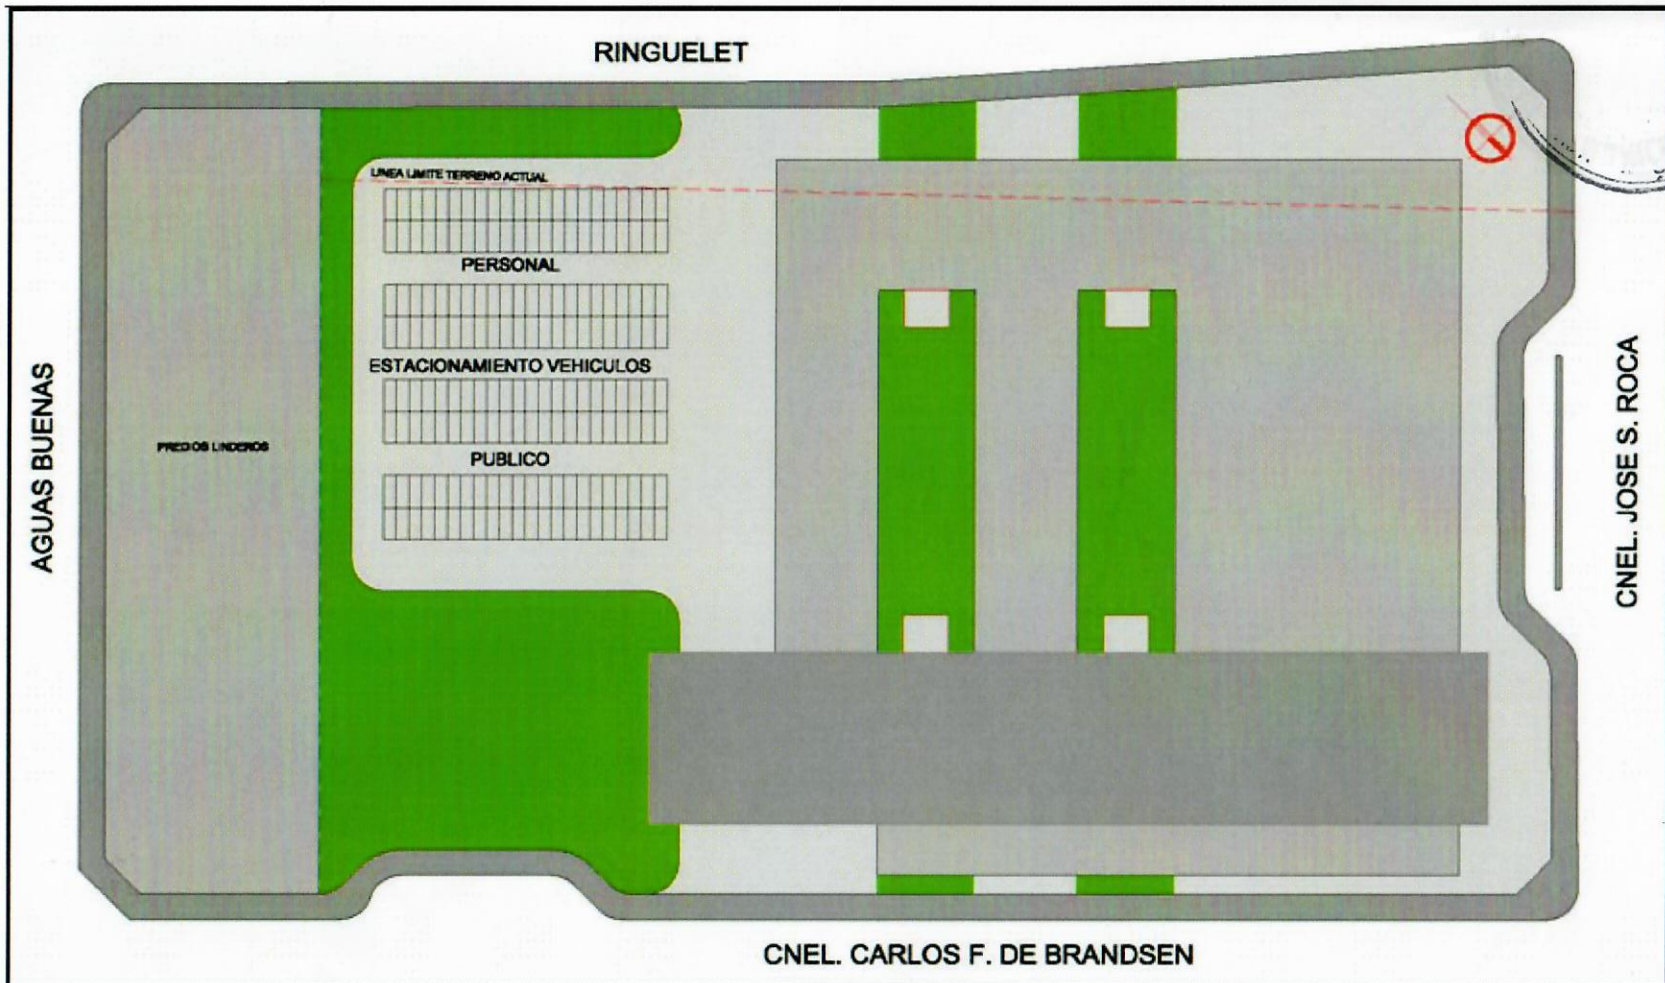 RINGUELET
LINEA LIMITE TERRENO ACTUAL
PERSONAL
ESTACIONAMIENTO VEHICULOS
PUBLICO
PREDIOS LINDEROS
AGUAS BUENAS
CNEL. JOSE S. ROCA
CNEL. CARLOS F. DE BRANDSEN